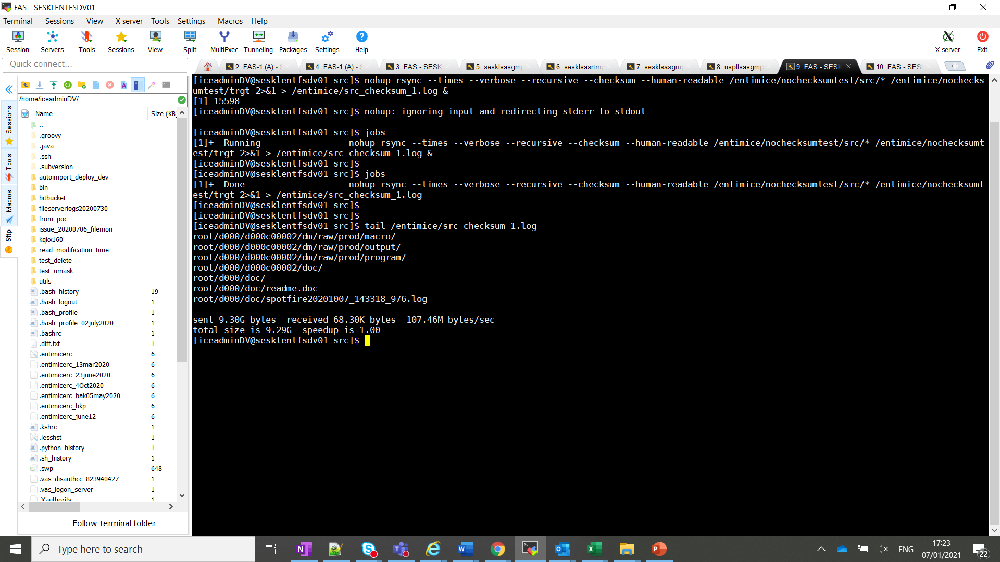 FAS - SESKLENTFSDV01
Terminal Sessions View X server Tools Settings Macros Help
Session Servers Tools Sessions View Split MultiExec Tunneling Packages Settings Help X server Exit
Quick connect...
2. FAS-1 (A) - S 4. FAS-1 (A) - S 3. FAS - SESK 5. sesklsasgrmp 6. sesklsasrtmp 7. sesklsasgrmp 8. uspllsasgmp 9. FAS - SESK 10. FAS - SESI
Sessions
Tools
Macros
Sftp
/home/iceadminDV/
Name Size (KB)
..
.groovy
.java
.ssh
.subversion
autoimport_deploy_dev
bin
bitbucket
fileserverlogs20200730
from_poc
issue_20200706_filemon
kqkx160
read_modification_time
test_delete
test_umask
utils
.bash_history 19
.bash_logout 1
.bash_profile 1
.bash_profile_02july2020 1
.bashrc 1
.diff.txt 1
.entimicerc 6
.entimicerc_13mar2020 6
.entimicerc_23june2020 6
.entimicerc_4Oct2020 6
.entimicerc_bak05may2020 6
.entimicerc_bkp 6
.entimicerc_june12 6
.kshrc 1
.lesshst 1
.python_history 1
.sh_history 1
.swp 648
.vas_disauthcc_823940427 1
.vas_logon_server 1
.Xauthority 1
Follow terminal folder
[iceadminDV@sesklentfsdv01 src]$ nohup rsync --times --verbose --recursive --checksum --human-readable /entimice/nochecksumtest/src/* /entimice/nochecks
umtest/trgt 2>&1 > /entimice/src_checksum_1.log &
[1] 15598
[iceadminDV@sesklentfsdv01 src]$ nohup: ignoring input and redirecting stderr to stdout
[iceadminDV@sesklentfsdv01 src]$ jobs
[1]+  Running                 nohup rsync --times --verbose --recursive --checksum --human-readable /entimice/nochecksumtest/src/* /entimice/nochecksumt
est/trgt 2>&1 > /entimice/src_checksum_1.log &
[iceadminDV@sesklentfsdv01 src]$
[iceadminDV@sesklentfsdv01 src]$ jobs
[1]+  Done                    nohup rsync --times --verbose --recursive --checksum --human-readable /entimice/nochecksumtest/src/* /entimice/nochecksumt
est/trgt 2>&1 > /entimice/src_checksum_1.log
[iceadminDV@sesklentfsdv01 src]$
[iceadminDV@sesklentfsdv01 src]$
[iceadminDV@sesklentfsdv01 src]$ tail /entimice/src_checksum_1.log
root/d000/d000c00002/dm/raw/prod/macro/
root/d000/d000c00002/dm/raw/prod/output/
root/d000/d000c00002/dm/raw/prod/program/
root/d000/d000c00002/doc/
root/d000/doc/
root/d000/doc/readme.doc
root/d000/doc/spotfire20201007_143318_976.log
sent 9.30G bytes  received 68.30K bytes  107.46M bytes/sec
total size is 9.29G  speedup is 1.00
[iceadminDV@sesklentfsdv01 src]$
Type here to search
ENG
17:23
07/01/2021
22